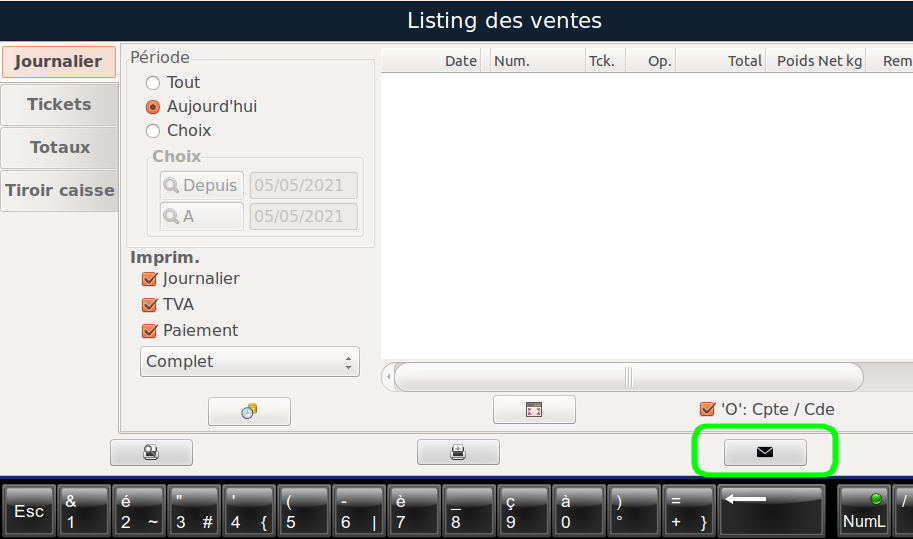 Listing des ventes
Journalier
Tickets
Totaux
Tiroir caisse
Période
Tout
Aujourd'hui
Choix
Choix
Depuis 05/05/2021
A 05/05/2021
Imprim.
Journalier
TVA
Paiement
Complet
Date Num. Tck. Op. Total Poids Net kg Rem
'O': Cpte / Cde
Esc & é " ' ( - è _ ç à ) = NumL /
1 2 ~ 3 # 4 { 5 6 | 7 8 9 0 ° + }